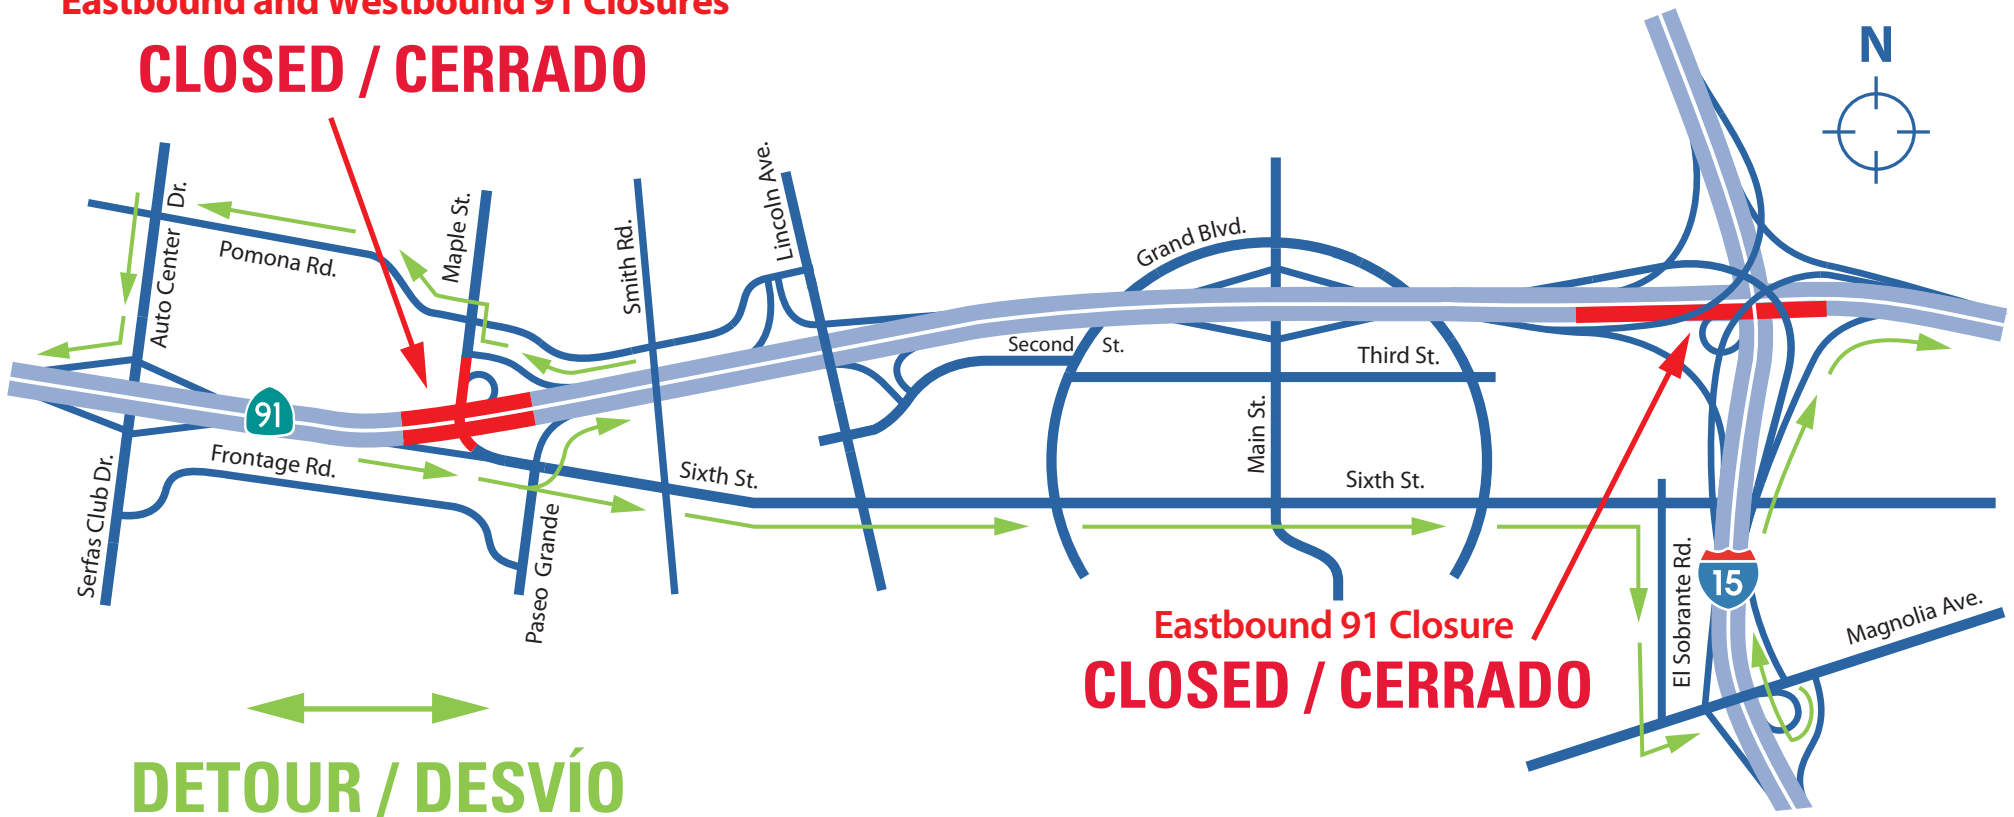 Eastbound and Westbound 91 Closures
CLOSED / CERRADO
N
Auto Center Dr.
Pomona Rd.
Maple St.
Smith Rd.
Lincoln Ave.
Grand Blvd.
Second St.
Third St.
91
Frontage Rd.
Sixth St.
Main St.
Sixth St.
Serfas Club Dr.
Paseo Grande
El Sobrante Rd.
15
Magnolia Ave.
Eastbound 91 Closure
CLOSED / CERRADO
DETOUR / DESVÍO